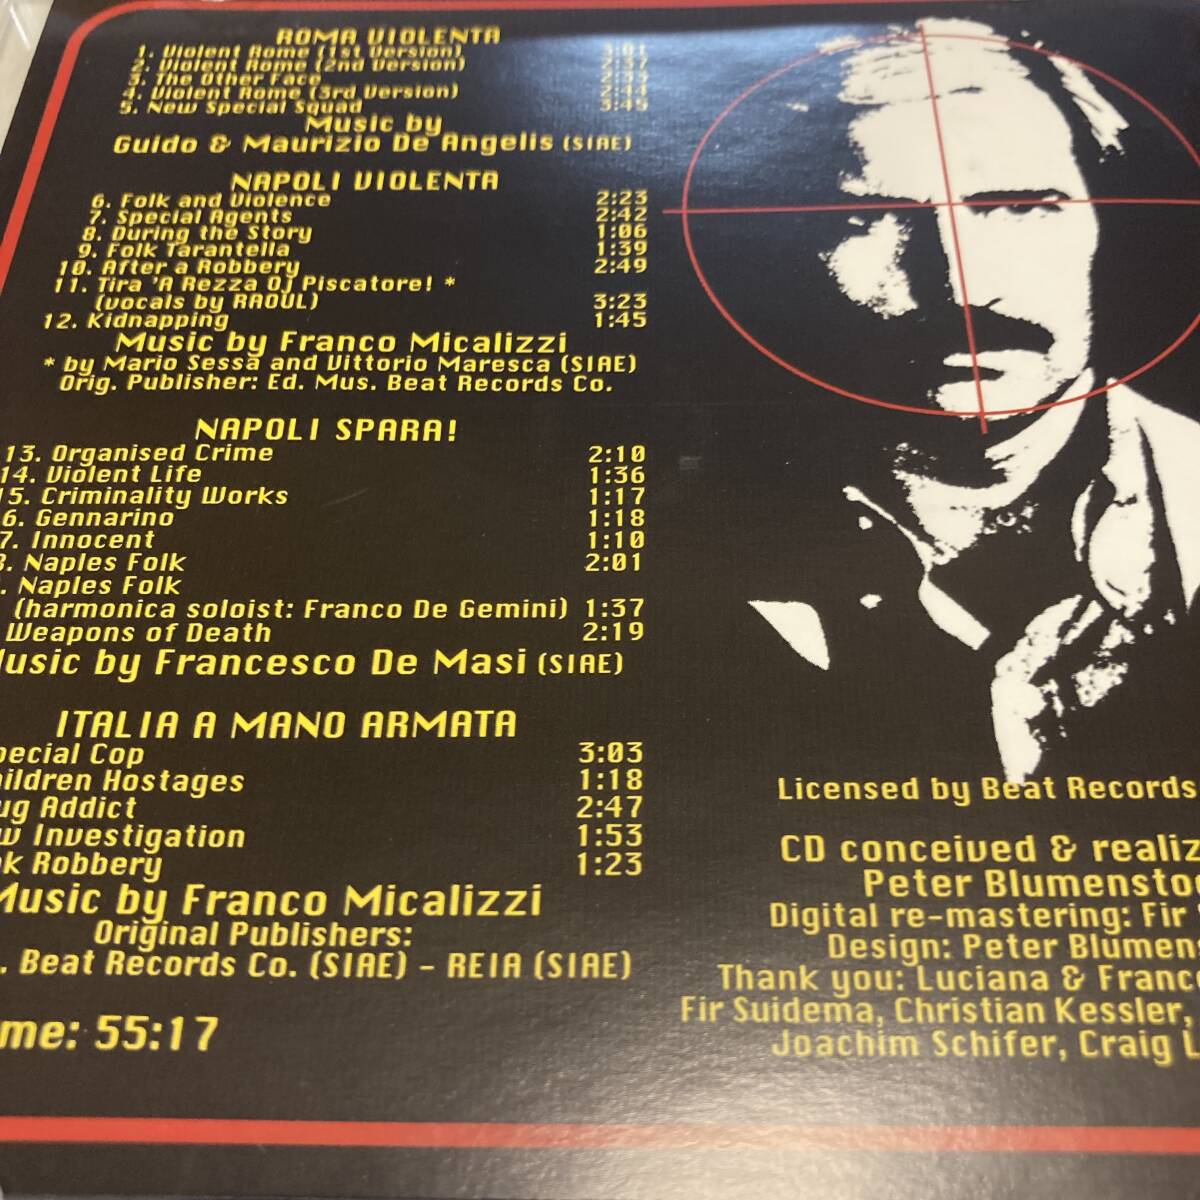 ROMA VIOLENTA
1. Violent Rome (1st Version) 3:01
2. Violent Rome (2nd Version) 2:37
3. The Other Face
4. Violent Rome (3rd Version) 2:44
5. New Special Squad 3:45
Music by
Guido & Maurizio De Angelis (SIAE)
NAPOLI VIOLENTA
6. Folk and Violence 2:23
7. Special Agents 2:42
8. During the Story 1:06
9. Folk Tarantella 1:39
10. After a Robbery 2:49
11. Tira 'A Rezza Oj Piscatore! *
(vocals by RAOUL) 3:23
12. Kidnapping 1:45
Music by Franco Micalizzi
* by Mario Sessa and Vittorio Maresca (SIAE)
Orig. Publisher: Ed. Mus. Beat Records Co.
NAPOLI SPARA!
13. Organised Crime 2:10
14. Violent Life 1:36
15. Criminality Works 1:17
6. Gennarino 1:18
7. Innocent 1:10
. Naples Folk 2:01
. Naples Folk
(harmonica soloist: Franco De Gemini) 1:37
Weapons of Death 2:19
Music by Francesco De Masi (SIAE)
ITALIA A MANO ARMATA
pecial Cop 3:03
ildren Hostages 1:18
ug Addict 2:47
w Investigation 1:53
k Robbery 1:23
Music by Franco Micalizzi
Original Publishers:
. Beat Records Co. (SIAE) - REIA (SIAE)
me: 55:17
Licensed by Beat Records
CD conceived & realiz
Peter Blumensto
Digital re-mastering: Fir
Design: Peter Blumen
Thank you: Luciana & Franc
Fir Suidema, Christian Kessler,
Joachim Schifer, Craig L